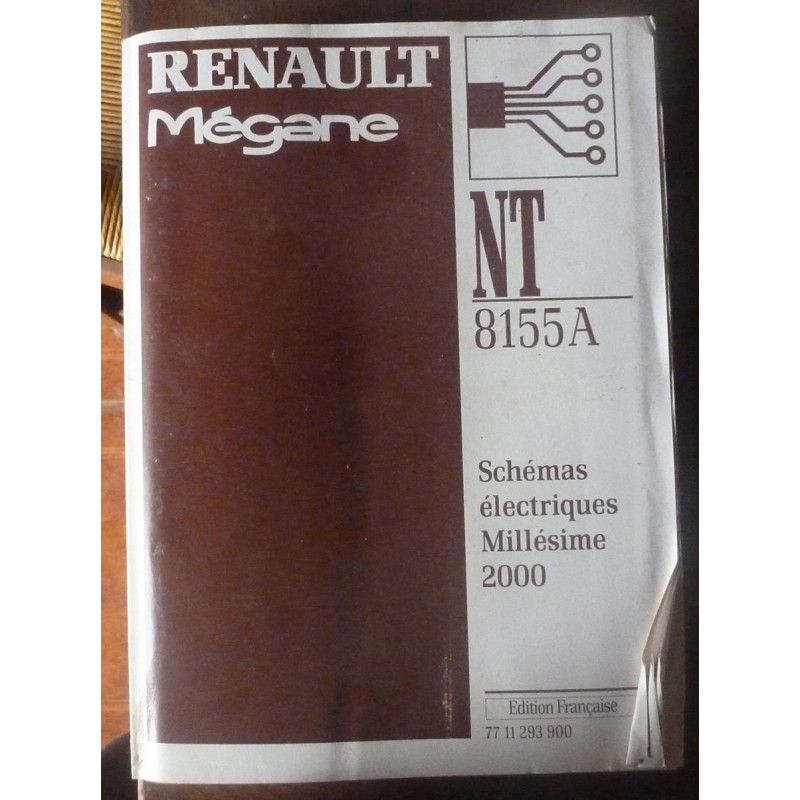 RENAULT
Mégane
NT
8155A
Schémas
électriques
Millésime
2000
Edition Française
77 11 293 900